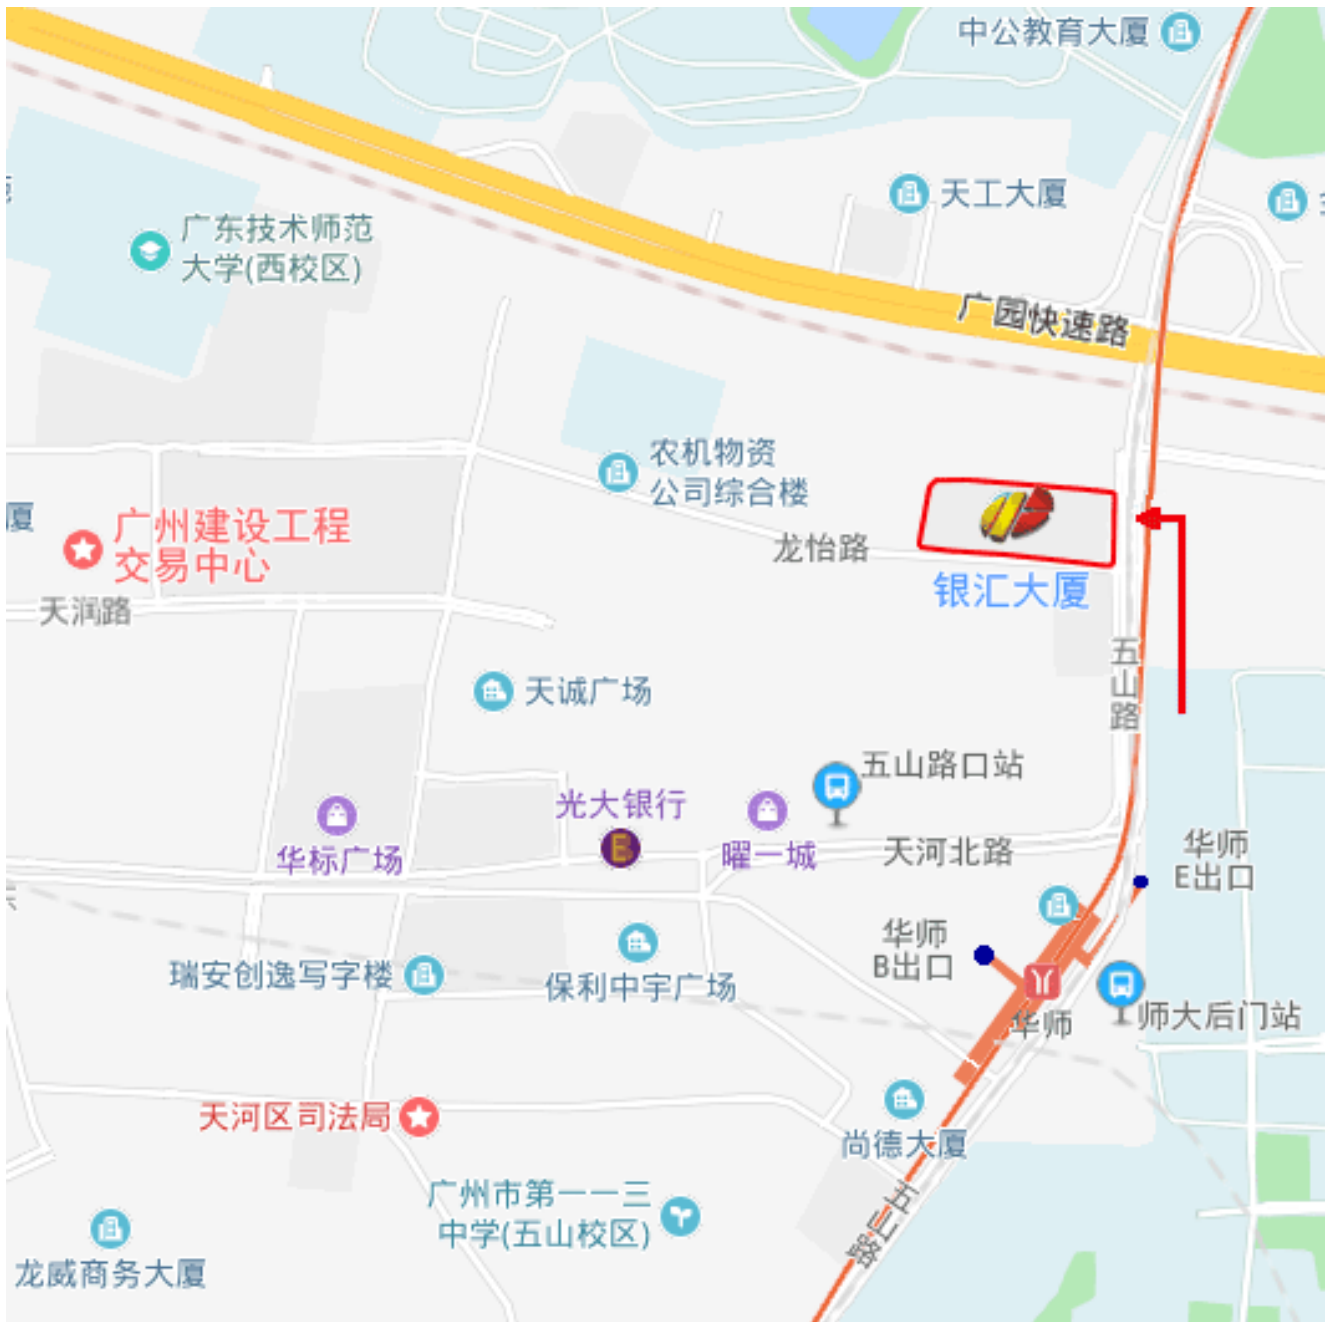 中公教育大厦
天工大厦
广东技术师范
大学(西校区)
广园快速路
农机物资
公司综合楼
广州建设工程
交易中心
厦
龙怡路
银汇大厦
天润路
五山路
天诚广场
五山路口站
光大银行
华标广场
曜一城
天河北路
华师
E出口
华师
B出口
瑞安创逸写字楼
保利中宇广场
华师
师大后门站
天河区司法局
尚德大厦
广州市第一一三
中学(五山校区)
五山路
龙威商务大厦